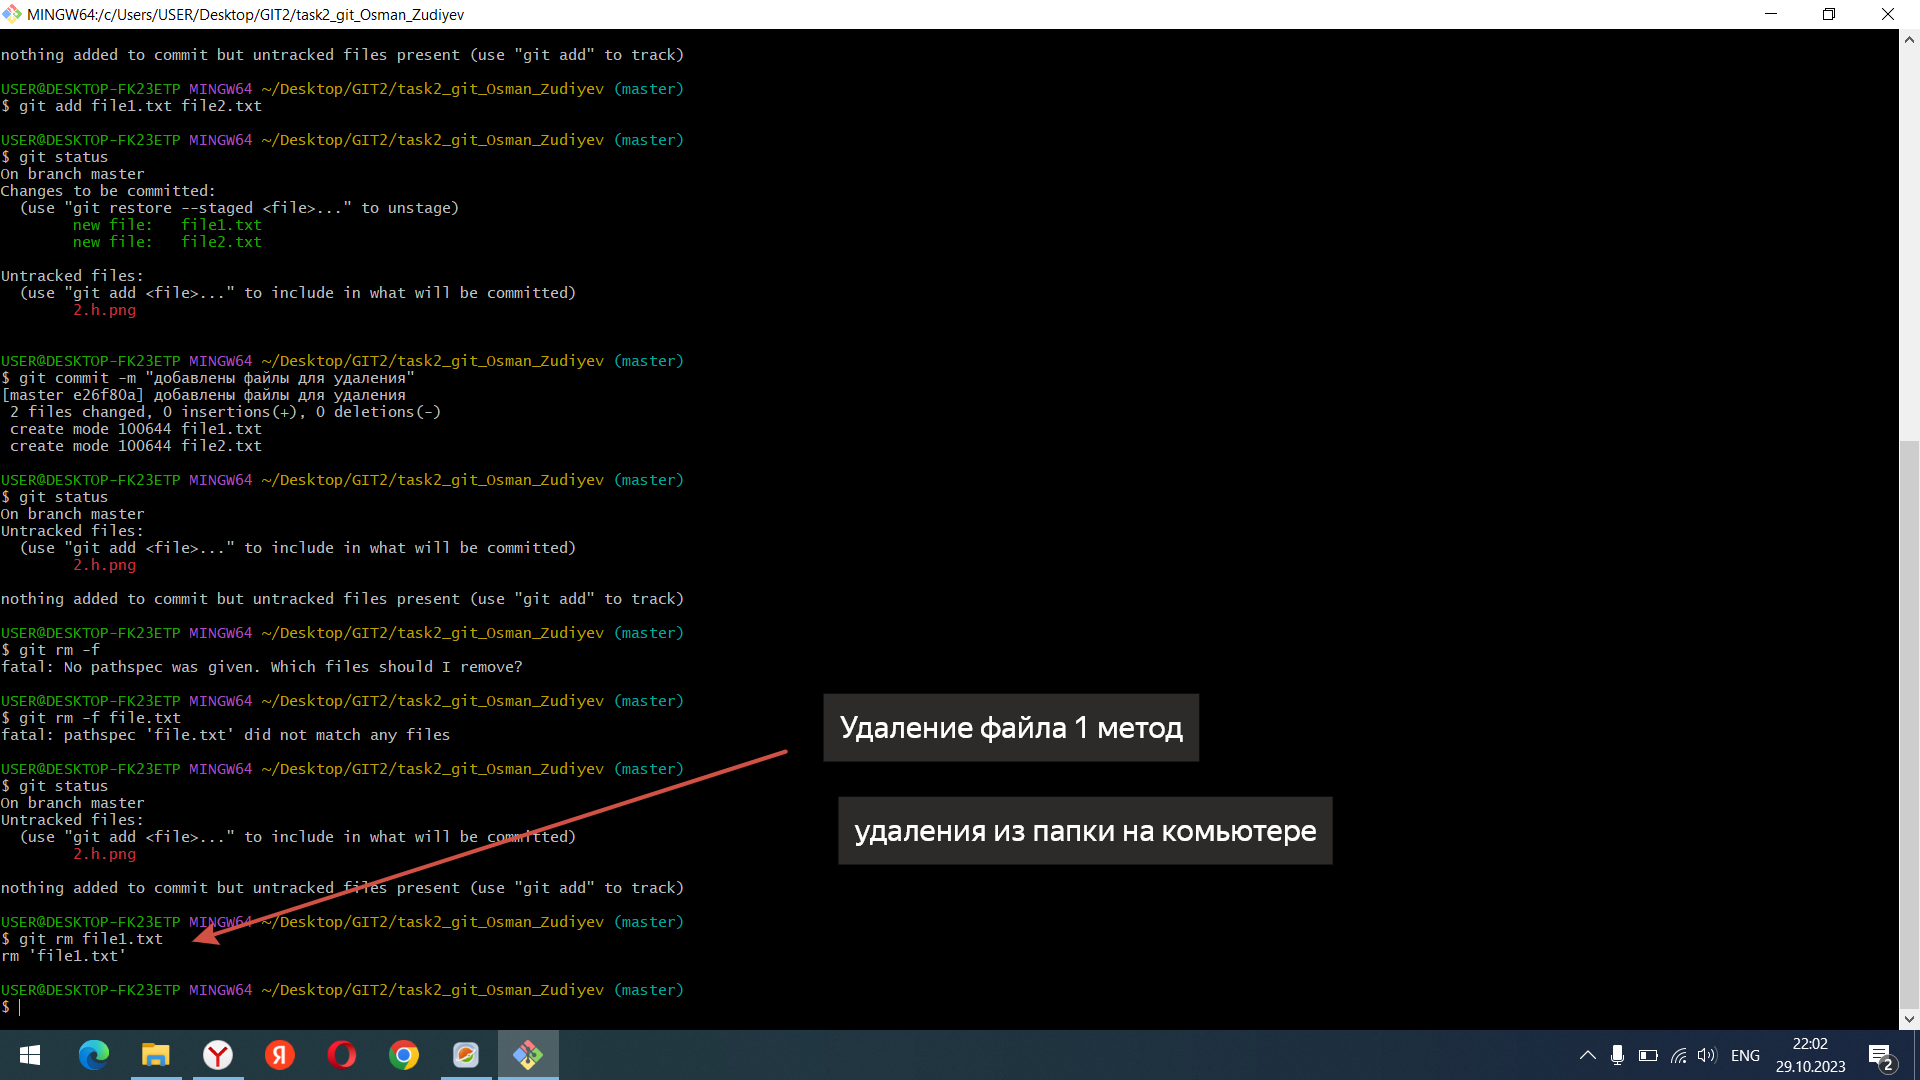 MINGW64:/c/Users/USER/Desktop/GIT2/task2_git_Osman_Zudiyev
nothing added to commit but untracked files present (use "git add" to track)
USER@DESKTOP-FK23ETP MINGW64 ~/Desktop/GIT2/task2_git_Osman_Zudiyev (master)
$ git add file1.txt file2.txt
USER@DESKTOP-FK23ETP MINGW64 ~/Desktop/GIT2/task2_git_Osman_Zudiyev (master)
$ git status
On branch master
Changes to be committed:
  (use "git restore --staged <file>..." to unstage)
        new file:   file1.txt
        new file:   file2.txt
Untracked files:
  (use "git add <file>..." to include in what will be committed)
        2.h.png
USER@DESKTOP-FK23ETP MINGW64 ~/Desktop/GIT2/task2_git_Osman_Zudiyev (master)
$ git commit -m "добавлены файлы для удаления"
[master e26f80a] добавлены файлы для удаления
 2 files changed, 0 insertions(+), 0 deletions(-)
 create mode 100644 file1.txt
 create mode 100644 file2.txt
USER@DESKTOP-FK23ETP MINGW64 ~/Desktop/GIT2/task2_git_Osman_Zudiyev (master)
$ git status
On branch master
Untracked files:
  (use "git add <file>..." to include in what will be committed)
        2.h.png
nothing added to commit but untracked files present (use "git add" to track)
USER@DESKTOP-FK23ETP MINGW64 ~/Desktop/GIT2/task2_git_Osman_Zudiyev (master)
$ git rm -f
fatal: No pathspec was given. Which files should I remove?
USER@DESKTOP-FK23ETP MINGW64 ~/Desktop/GIT2/task2_git_Osman_Zudiyev (master)
$ git rm -f file.txt
fatal: pathspec 'file.txt' did not match any files
USER@DESKTOP-FK23ETP MINGW64 ~/Desktop/GIT2/task2_git_Osman_Zudiyev (master)
$ git status
On branch master
Untracked files:
  (use "git add <file>..." to include in what will be committed)
        2.h.png
nothing added to commit but untracked files present (use "git add" to track)
USER@DESKTOP-FK23ETP MINGW64 ~/Desktop/GIT2/task2_git_Osman_Zudiyev (master)
$ git rm file1.txt
rm 'file1.txt'
USER@DESKTOP-FK23ETP MINGW64 ~/Desktop/GIT2/task2_git_Osman_Zudiyev (master)
$
Удаление файла 1 метод
удаления из папки на комьютере
Я
ENG
22:02
29.10.2023
2